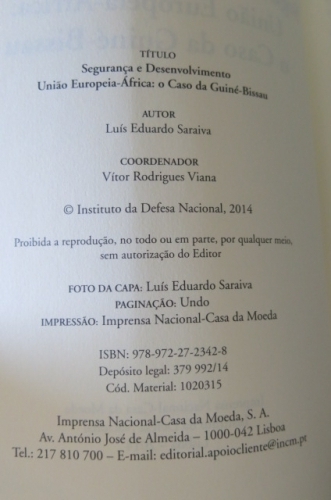 TÍTULO
Segurança e Desenvolvimento
União Europeia-África: o Caso da Guiné-Bissau
AUTOR
Luís Eduardo Saraiva
COORDENADOR
Vítor Rodrigues Viana
© Instituto da Defesa Nacional, 2014
Proibida a reprodução, no todo ou em parte, por qualquer meio,
sem autorização do Editor
FOTO DA CAPA: Luís Eduardo Saraiva
PAGINAÇÃO: Undo
IMPRESSÃO: Imprensa Nacional-Casa da Moeda
ISBN: 978-972-27-2342-8
Depósito legal: 379 992/14
Cód. Material: 1020315
Imprensa Nacional-Casa da Moeda, S. A.
Av. António José de Almeida – 1000-042 Lisboa
Tel.: 217 810 700 – E-mail: editorial.apoiocliente@incm.pt